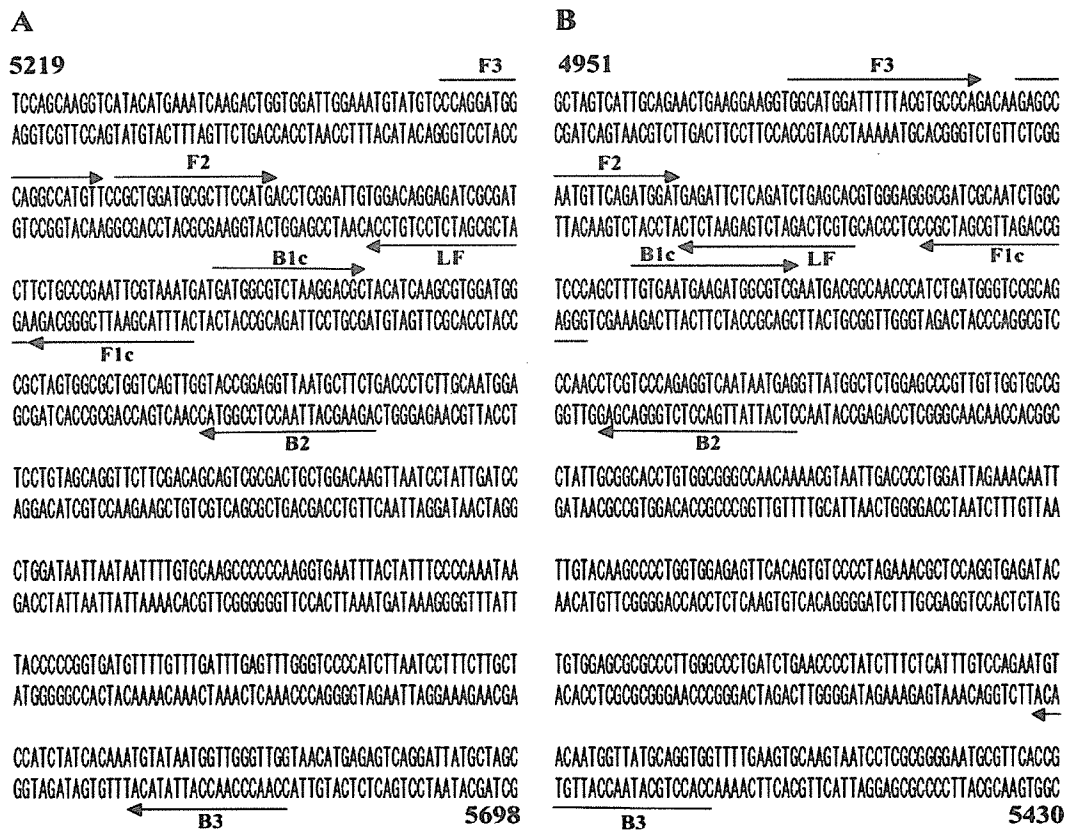 A
5219
F3
TCCAGCAAGGTCATACATGAAATCAAGACTGGTGGATTGGAAATGTATGTCCCAGGATGG
AGGTCGTTCCAGTATGTACTTTAGTTCTGACCACCTAACCTTTACATACAGGGTCCTACC
F2
CAGGCCATGTTCCGCTGGATGCGCTTCCATGACCTCGGATTGTGGACAGGAGATCGCGAT
GTCCGGTACAAGGCGACCTACGCGAAGGTACTGGAGCCTAACACCTGTCCTCTAGCGCTA
B1c LF
CTTCTGCCCGAATTCGTAAATGATGATGGCGTCTAAGGACGCTACATCAAGCGTGGATGG
GAAGACGGGCTTAAGCATTTACTACTACCGCAGATTCCTGCGATGTAGTTCGCACCTACC
F1c
CGCTAGTGGCGCTGGTCAGTTGGTACCGGAGGTTAATGCTTCTGACCCTCTTGCAATGGA
GCGATCACCGCGACCAGTCAACCATGGCCTCCAATTACGAAGACTGGGAGAACGTTACCT
B2
TCCTGTAGCAGGTTCTTCGACAGCAGTCGCGACTGCTGGACAAGTTAATCCTATTGATCC
AGGACATCGTCCAAGAAGCTGTCGTCAGCGCTGACGACCTGTTCAATTAGGATAACTAGG
CTGGATAATTAATAATTTTGTGCAAGCCCCCCAAGGTGAATTTACTATTTCCCCAAATAA
GACCTATTAATTATTAAAACACGTTCGGGGGGTTCCACTTAAATGATAAAGGGGTTTATT
TACCCCCGGTGATGTTTTGTTTGATTTGAGTTTGGGTCCCCATCTTAATCCTTTCTTGCT
ATGGGGGCCACTACAAAACAAACTAAACTCAAACCCAGGGGTAGAATTAGGAAAGAACGA
CCATCTATCACAAATGTATAATGGTTGGGTTGGTAACATGAGAGTCAGGATTATGCTAGC
GGTAGATAGTGTTTACATATTACCAACCCAACCATTGTACTCTCAGTCCTAATACGATCG
B3
5698
B
4951
F3
GCTAGTCATTGCAGAACTGAAGGAAGGTGGCATGGATTTTTACGTGCCCAGACAAGAGCC
CGATCAGTAACGTCTTGACTTCCTTCCACCGTACCTAAAAATGCACGGGTCTGTTCTCGG
F2
AATGTTCAGATGGATGAGATTCTCAGATCTGAGCACGTGGGAGGGCGATCGCAATCTGGC
TTACAAGTCTACCTACTCTAAGAGTCTAGACTCGTGCACCCTCCCGCTAGCGTTAGACCG
B1c LF F1c
TCCCAGCTTTGTGAATGAAGATGGCGTCGAATGACGCCAACCCATCTGATGGGTCCGCAG
AGGGTCGAAAGACTTACTTCTACCGCAGCTTACTGCGGTTGGGTAGACTACCCAGGCGTC
CCAACCTCGTCCCAGAGGTCAATAATGAGGTTATGGCTCTGGAGCCCGTTGTTGGTGCCG
GGTTGGAGCAGGGTCTCCAGTTATTACTCCAATACCGAGACCTCGGGCAACAACCACGGC
B2
CTATTGCGGCACCTGTGGCGGGCCAACAAAACGTAATTGACCCCTGGATTAGAAACAATT
GATAACGCCGTGGACACCGCCCGGTTGTTTTGCATTAACTGGGGACCTAATCTTTGTTAA
TTGTACAAGCCCCTGGTGGAGAGTTCACAGTGTCCCCTAGAAACGCTCCAGGTGAGATAC
AACATGTTCGGGGACCACCTCTCAAGTGTCACAGGGGATCTTTGCGAGGTCCACTCTATG
TGTGGAGCGCGCCCTTGGGCCCTGATCTGAACCCCTATCTTTCTCATTTGTCCAGAATGT
ACACCTCGCGCGGGAACCCGGGACTAGACTTGGGGATAGAAAGAGTAAACAGGTCTTACA
ACAATGGTTATGCAGGTGGTTTTGAAGTGCAAGTAATCCTCGCGGGGAATGCGTTCACCG
TGTTACCAATACGTCCACCAAAACTTCACGTTCATTAGGAGCGCCCCTTACGCAAGTGGC
B3
5430